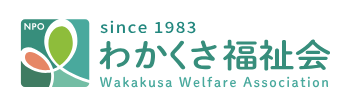 NPO
since 1983
わかくさ福祉会
Wakakusa Welfare Association